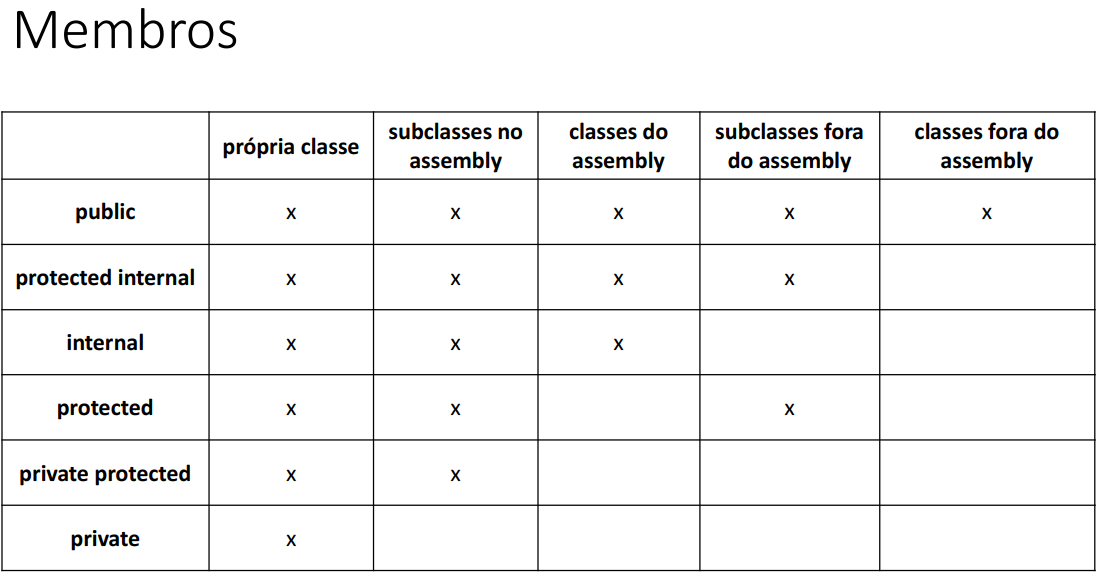 Membros
própria classe
subclasses no
assembly
classes do
assembly
subclasses fora
do assembly
classes fora do
assembly
public x x x x x
protected internal x x x x
internal x x x
protected x x x
private protected x x
private x